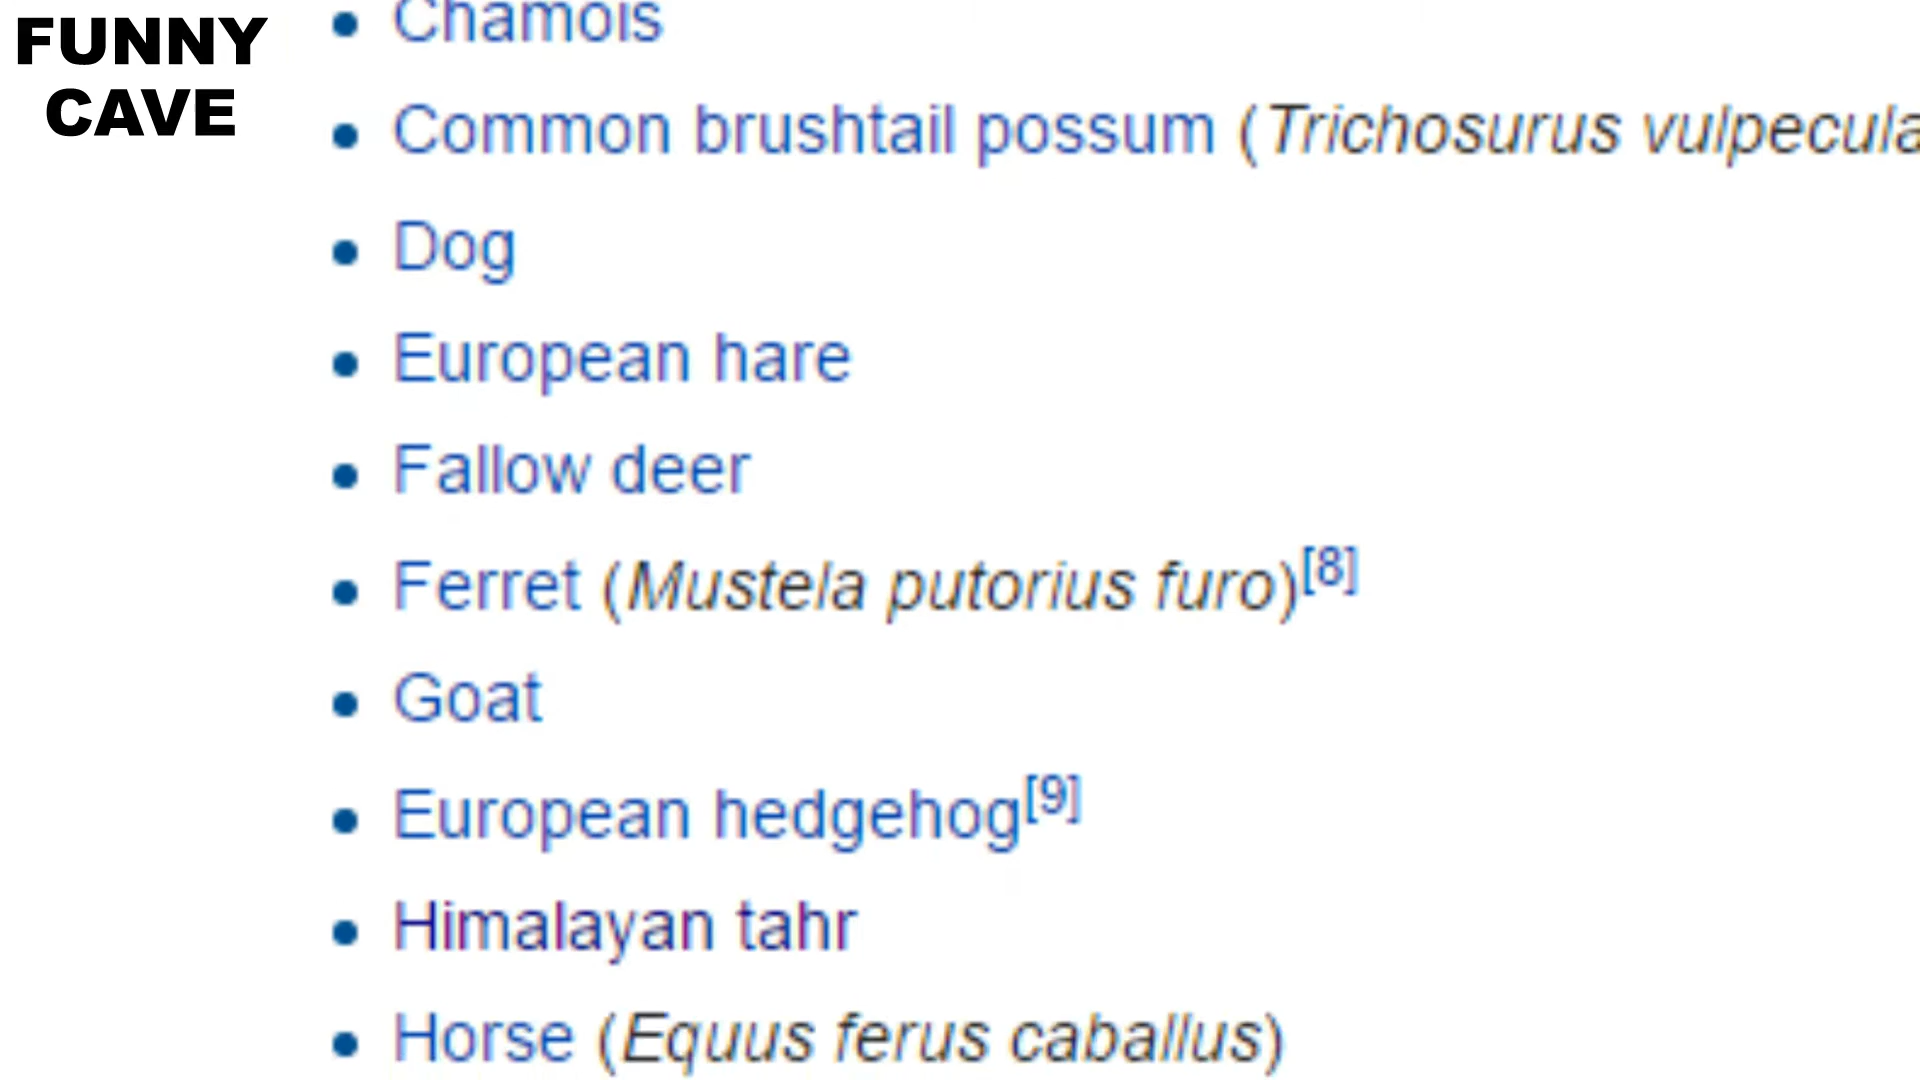 FUNNY
CAVE
Chamois
Common brushtail possum (Trichosurus vulpecula
Dog
European hare
Fallow deer
Ferret (Mustela putorius furo)[8]
Goat
European hedgehog[9]
Himalayan tahr
Horse (Equus ferus caballus)